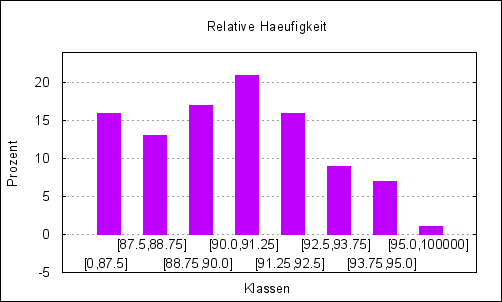 Relative Haeufigkeit
Prozent
20
15
10
5
0
-5
[87.5,88.75] [90.0,91.25] [92.5,93.75] [95.0,100000]
[0,87.5] [88.75,90.0] [91.25,92.5] [93.75,95.0]
Klassen